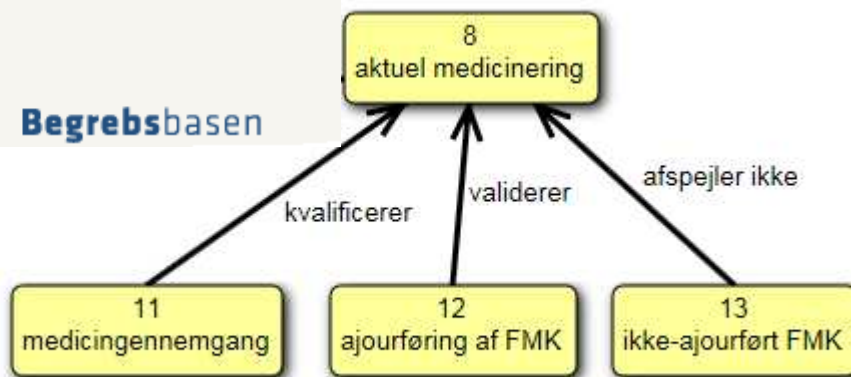 8
aktuel medicinering
Begrebsbasen
kvalificerer
validerer
afspejler ikke
11
medicingennemgang
12
ajourføring af FMK
13
ikke-ajourført FMK